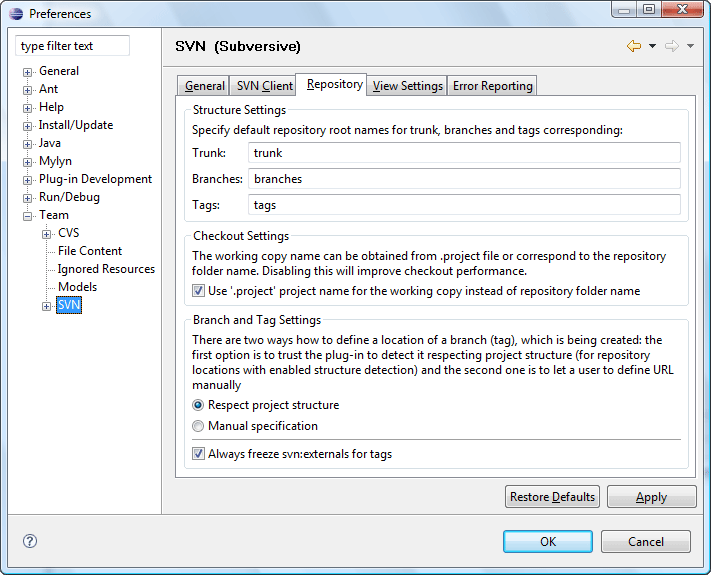 Preferences
type filter text
General
Ant
Help
Install/Update
Java
Mylyn
Plug-in Development
Run/Debug
Team
CVS
File Content
Ignored Resources
Models
SVN
SVN (Subversive)
General
SVN Client
Repository
View Settings
Error Reporting
Structure Settings
Specify default repository root names for trunk, branches and tags corresponding:
Trunk: trunk
Branches: branches
Tags: tags
Checkout Settings
The working copy name can be obtained from .project file or correspond to the repository
folder name. Disabling this will improve checkout performance.
Use '.project' project name for the working copy instead of repository folder name
Branch and Tag Settings
There are two ways how to define a location of a branch (tag), which is being created: the
first option is to trust the plug-in to detect it respecting project structure (for repository
locations with enabled structure detection) and the second one is to let a user to define URL
manually
Respect project structure
Manual specification
Always freeze svn:externals for tags
Restore Defaults
Apply
?
OK
Cancel